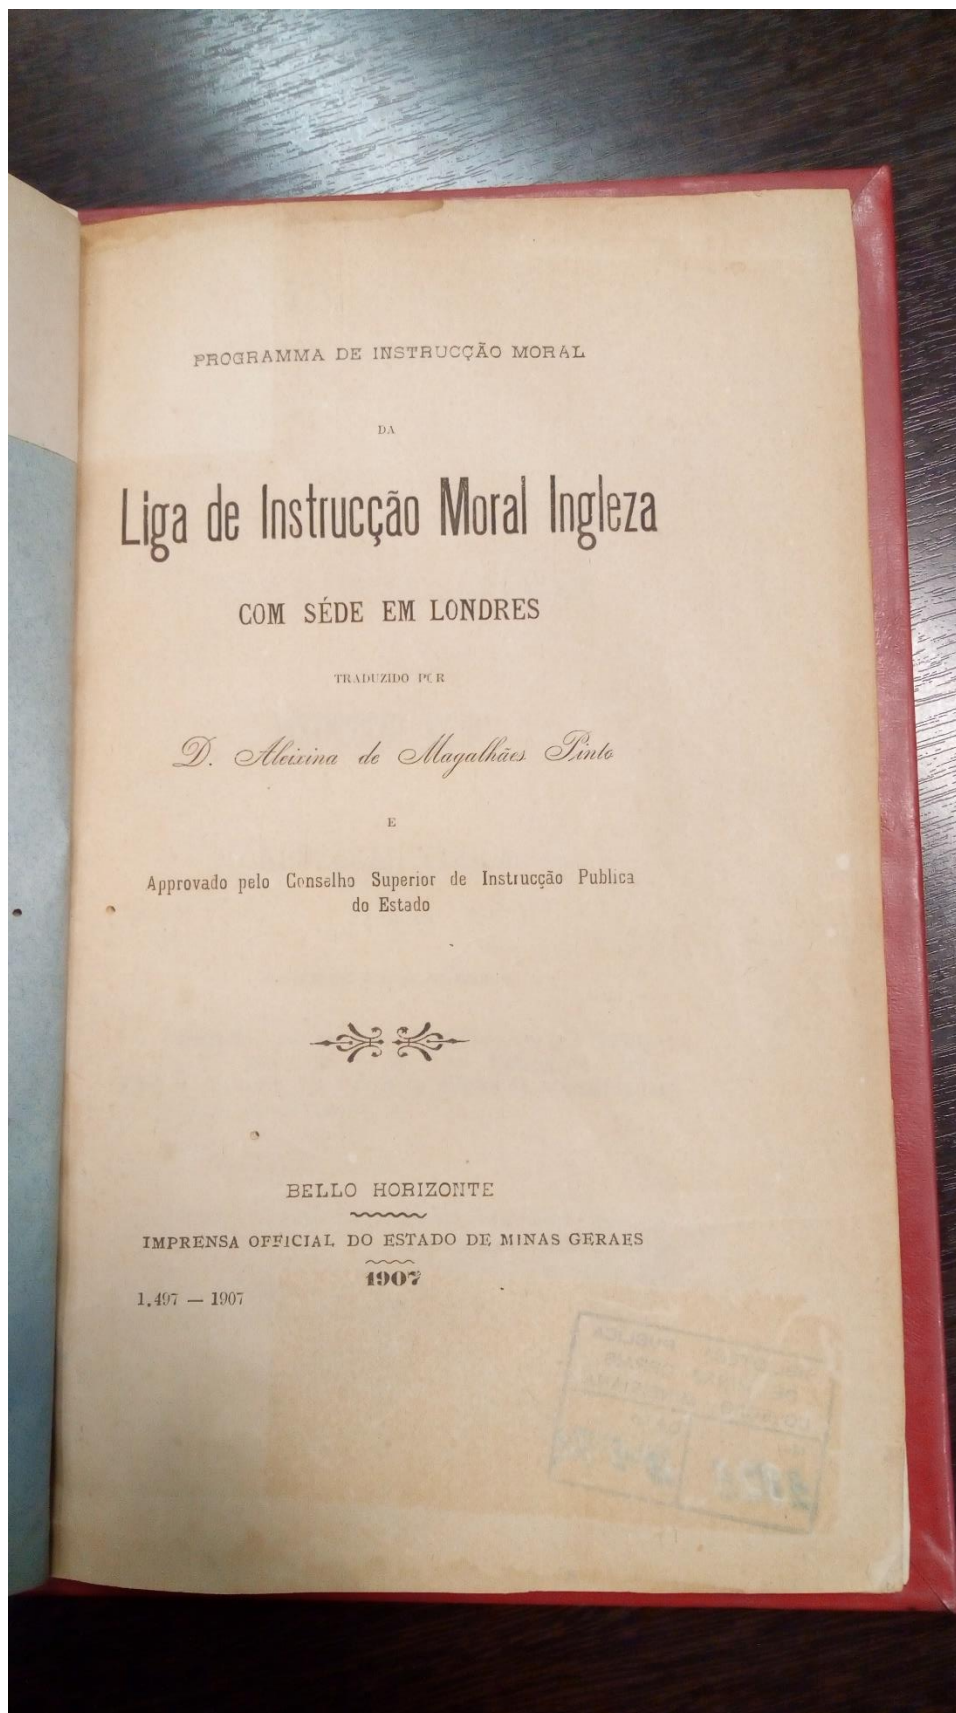 PROGRAMMA DE INSTRUCÇÃO MORAL
DA
Liga de Instrucção Moral Ingleza
COM SÉDE EM LONDRES
TRADUZIDO POR
D. Aleixina de Magalhães Pinto
E
Approvado pelo Conselho Superior de Instrucção Publica
do Estado
BELLO HORIZONTE
IMPRENSA OFFICIAL DO ESTADO DE MINAS GERAES
1907
1.497 — 1907